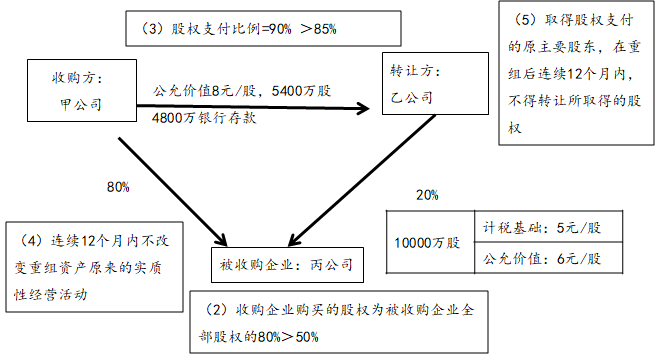 （3）股权支付比例=90% ＞85%
（5）取得股权支付
的原主要股东，在重
组后连续12个月内，
不得转让所取得的股
权
收购方：
甲公司
公允价值8元/股，5400万股
4800万银行存款
转让方：
乙公司
80%
20%
（4）连续12个月内不改
变重组资产原来的实质
性经营活动
10000万股
计税基础：5元/股
公允价值：6元/股
被收购企业：丙公司
（2）收购企业购买的股权为被收购企业全
部股权的80%＞50%